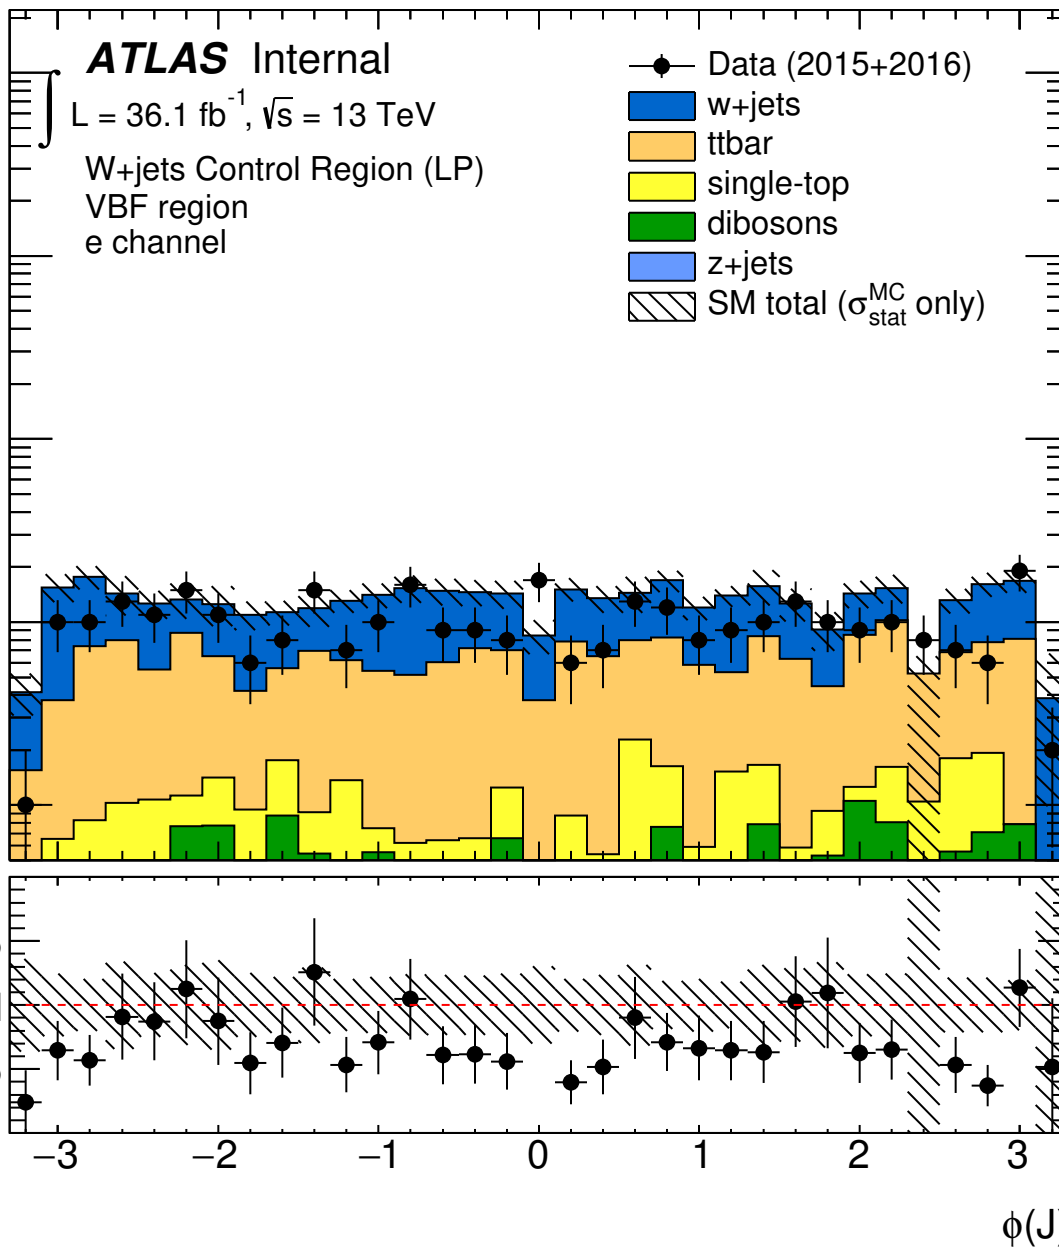 ATLAS Internal
∫ L = 36.1 fb⁻¹, √s = 13 TeV
W+jets Control Region (LP)
VBF region
e channel
Data (2015+2016)
w+jets
ttbar
single-top
dibosons
z+jets
SM total (σ^MC_stat only)
−3 −2 −1 0 1 2 3
ϕ(J)